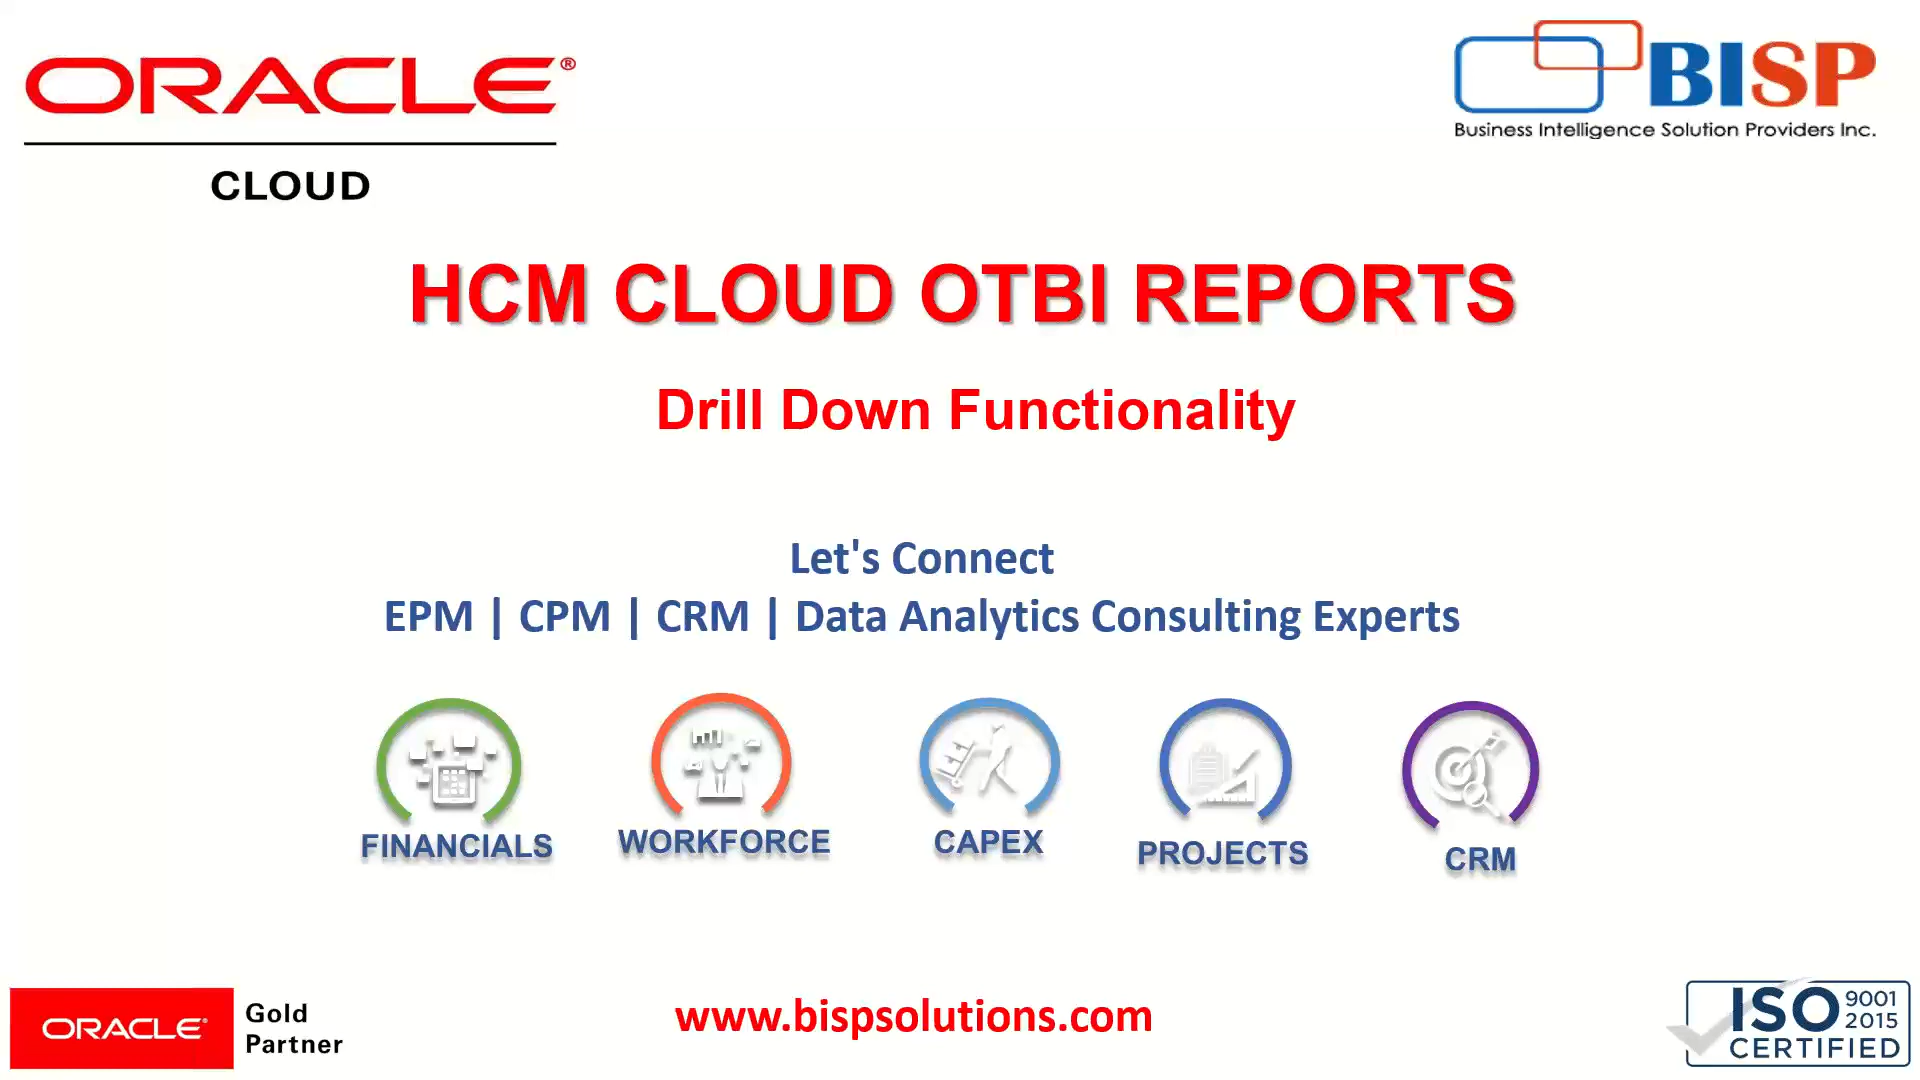 ORACLE®
CLOUD
BISP
Business Intelligence Solution Providers Inc.
HCM CLOUD OTBI REPORTS
Drill Down Functionality
Let's Connect
EPM | CPM | CRM | Data Analytics Consulting Experts
FINANCIALS
WORKFORCE
CAPEX
PROJECTS
CRM
ORACLE®
Gold
Partner
www.bispsolutions.com
ISO 9001
2015
CERTIFIED